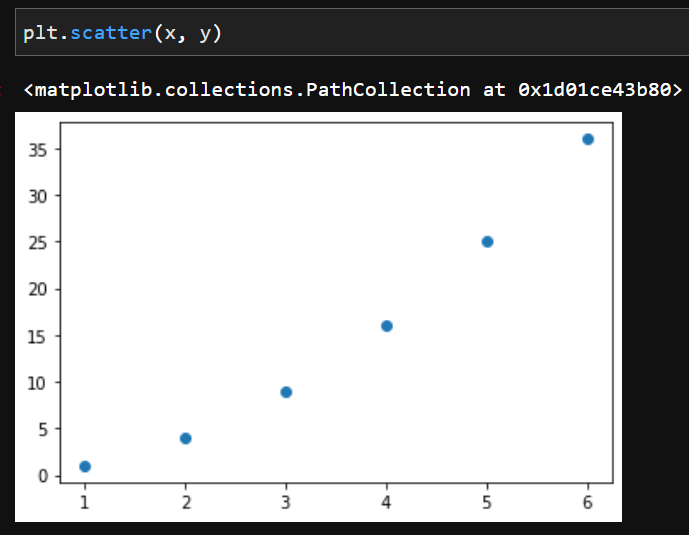 plt.scatter(x, y)
<matplotlib.collections.PathCollection at 0x1d01ce43b80>
35
30
25
20
15
10
5
0
1 2 3 4 5 6